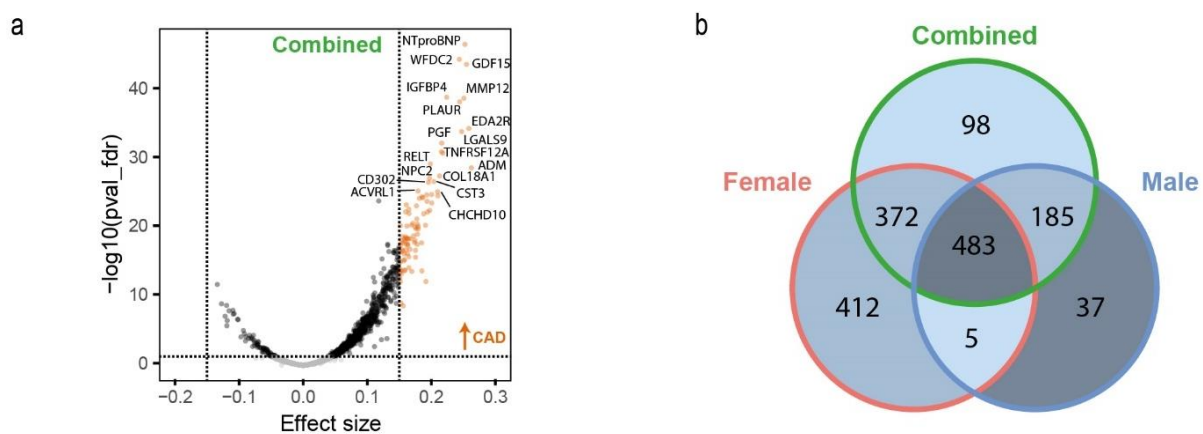 a
Combined
NTproBNP
WFDC2
GDF15
IGFBP4
MMP12
PLAUR
EDA2R
PGF
LGALS9
TNFRSF12A
RELT
ADM
NPC2
COL18A1
CD302
CST3
ACVRL1
CHCHD10
CAD
−log10(pval_fdr)
40
30
20
10
0
−0.2
−0.1
0.0
0.1
0.2
0.3
Effect size
b
Combined
98
Female
Male
372
185
483
412
37
5